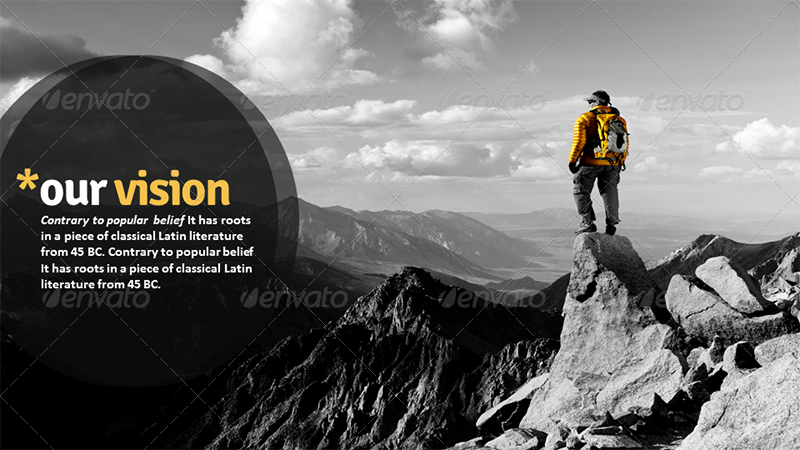 envato envato envato envato
*our vision
Contrary to popular belief It has roots
in a piece of classical Latin literature
from 45 BC. Contrary to popular belief
It has roots in a piece of classical Latin
literature from 45 BC.
envato envato envato envato